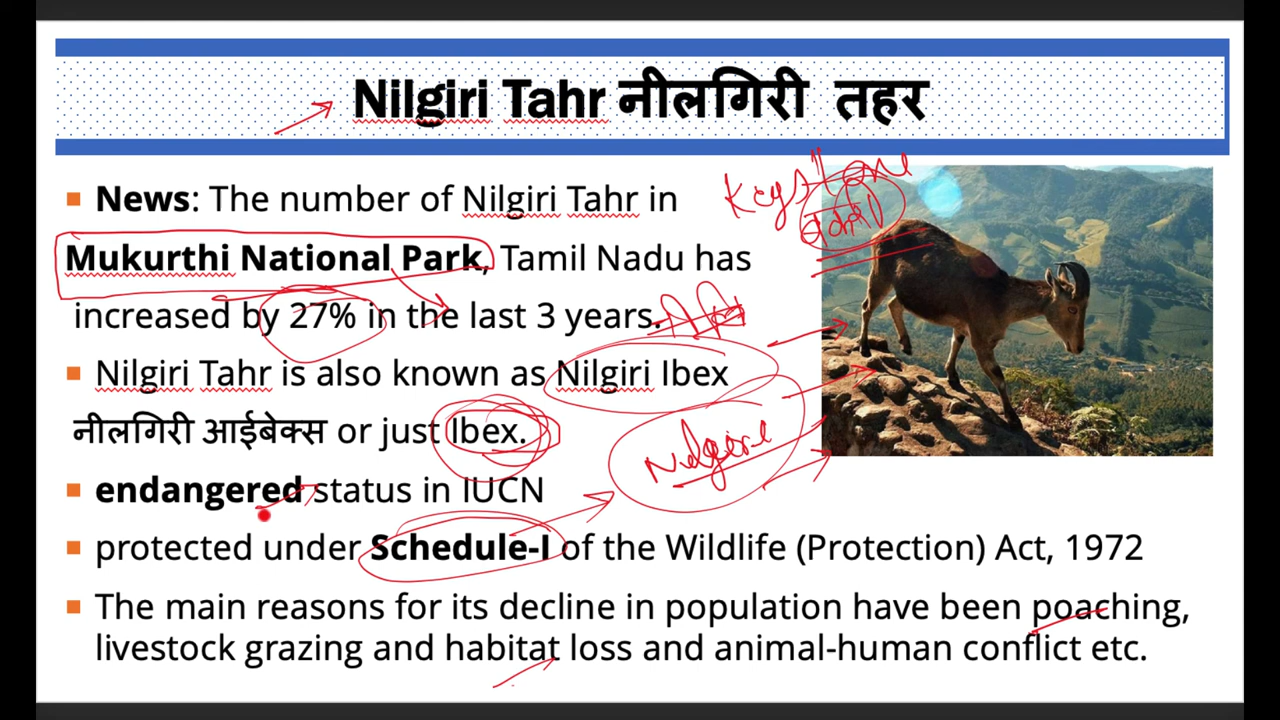 Nilgiri Tahr नीलगिरी तहर
News: The number of Nilgiri Tahr in
Keystone
Mukurthi National Park, Tamil Nadu has
increased by 27% in the last 3 years.
Nilgiri Tahr is also known as Nilgiri Ibex
नीलगिरी आईबेक्स or just Ibex.
Nilgiri
endangered status in IUCN
protected under Schedule-I of the Wildlife (Protection) Act, 1972
The main reasons for its decline in population have been poaching,
livestock grazing and habitat loss and animal-human conflict etc.